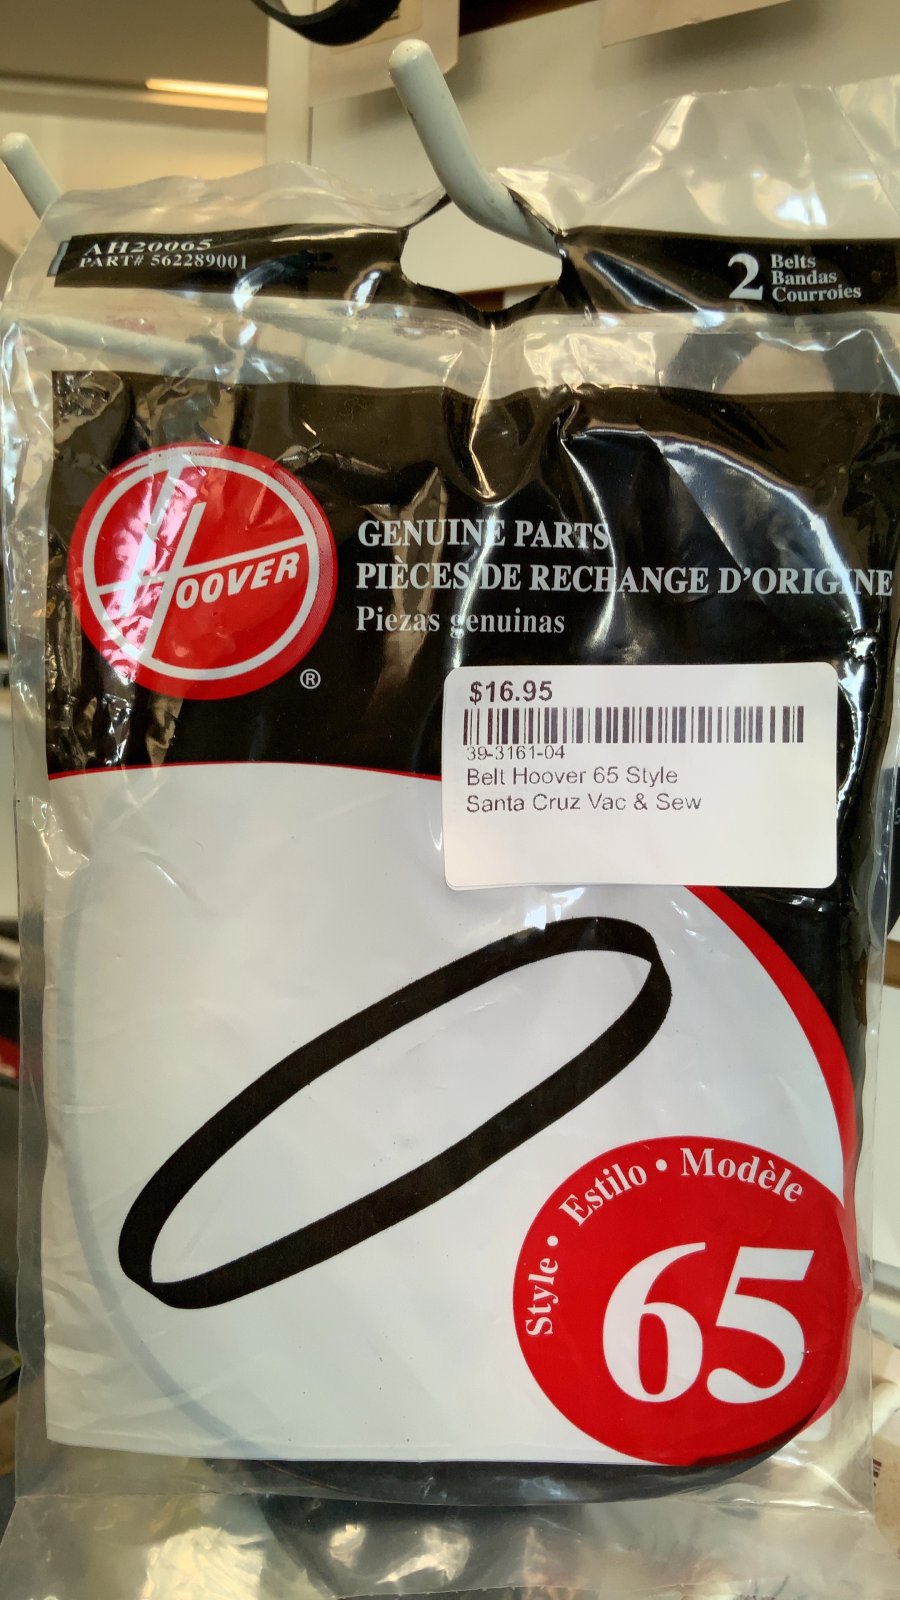 AH20065
PART# 562289001
2 Belts
Bandas
Courroies
HOOVER
®
GENUINE PARTS
PIÈCES DE RECHANGE D'ORIGINE
Piezas genuinas
$16.95
39-3161-04
Belt Hoover 65 Style
Santa Cruz Vac & Sew
Style • Estilo • Modèle
65